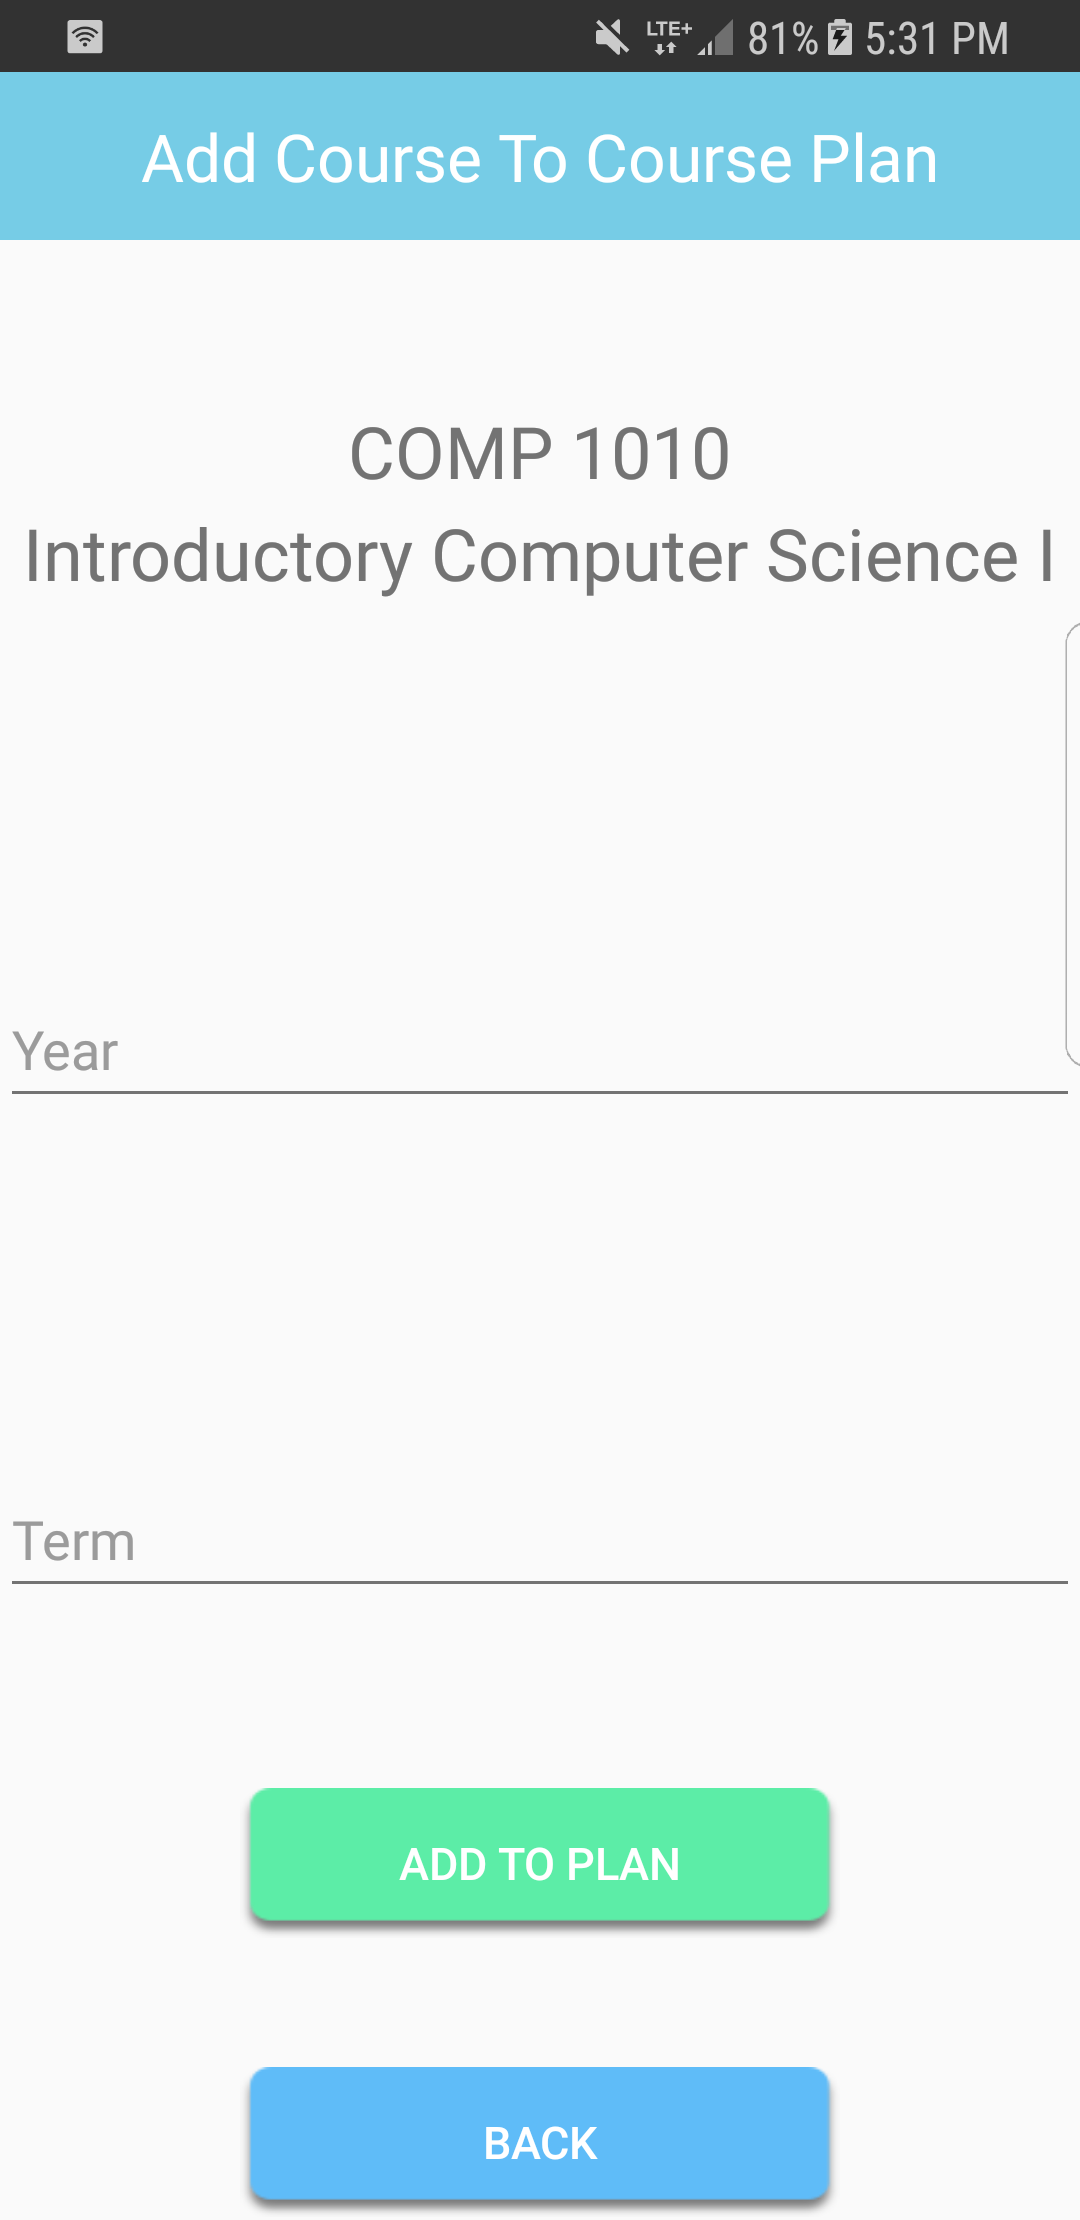 LTE+ 81% 5:31 PM
Add Course To Course Plan
COMP 1010
Introductory Computer Science I
Year
Term
ADD TO PLAN
BACK